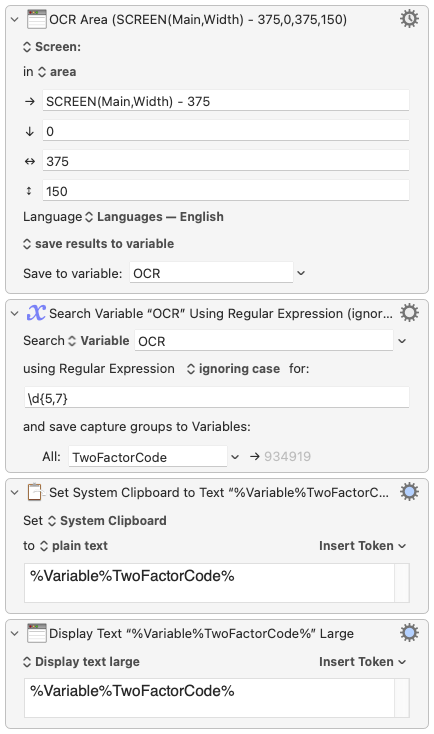 OCR Area (SCREEN(Main,Width) - 375,0,375,150)
Screen:
in area
→ SCREEN(Main,Width) - 375
↓ 0
↔ 375
↕ 150
Language Languages — English
save results to variable
Save to variable: OCR
Search Variable “OCR” Using Regular Expression (ignor...
Search Variable OCR
using Regular Expression ignoring case for:
\d{5,7}
and save capture groups to Variables:
All: TwoFactorCode → 934919
Set System Clipboard to Text “%Variable%TwoFactorC...
Set System Clipboard
to plain text Insert Token
%Variable%TwoFactorCode%
Display Text “%Variable%TwoFactorCode%” Large
Display text large Insert Token
%Variable%TwoFactorCode%